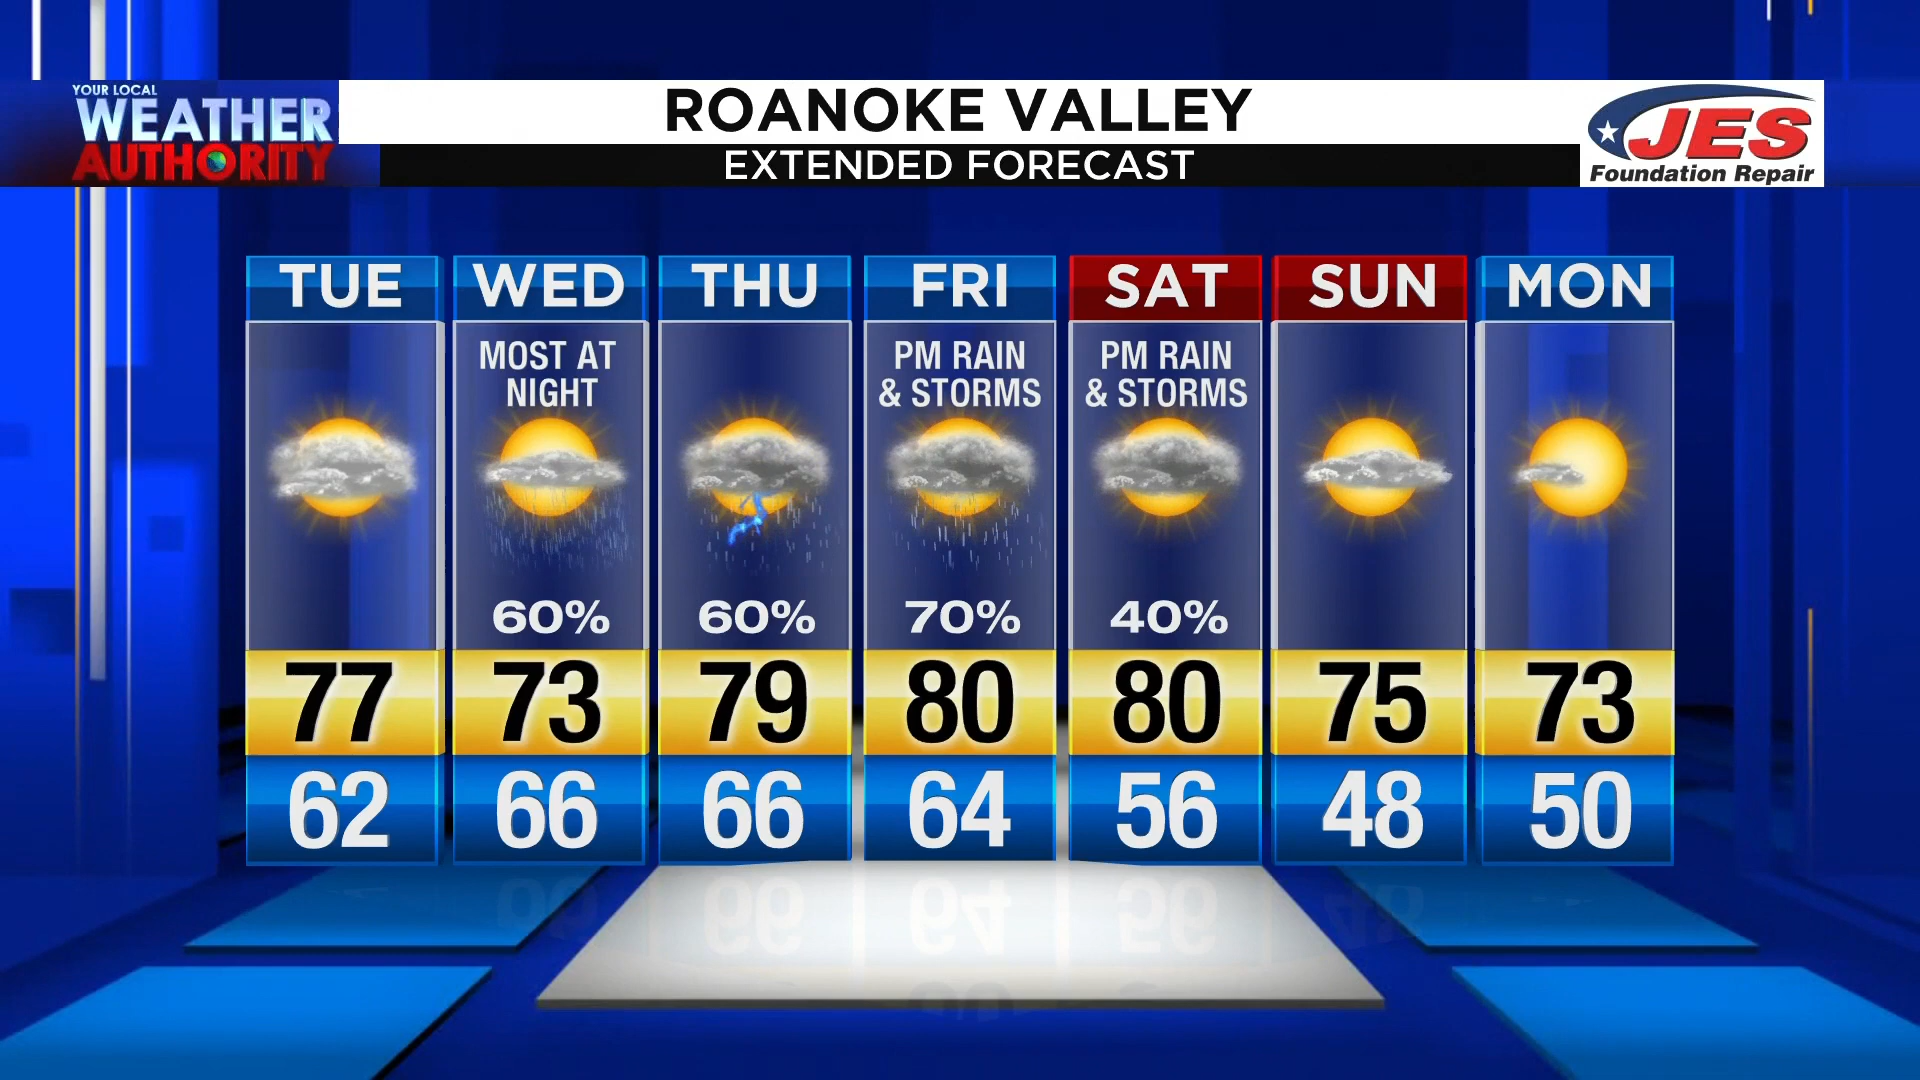 YOUR LOCAL
WEATHER
AUTHORITY
ROANOKE VALLEY
EXTENDED FORECAST
JES
Foundation Repair
TUE WED THU FRI SAT SUN MON
MOST AT
NIGHT
PM RAIN
& STORMS
PM RAIN
& STORMS
60% 60% 70% 40%
77 73 79 80 80 75 73
62 66 66 64 56 48 50